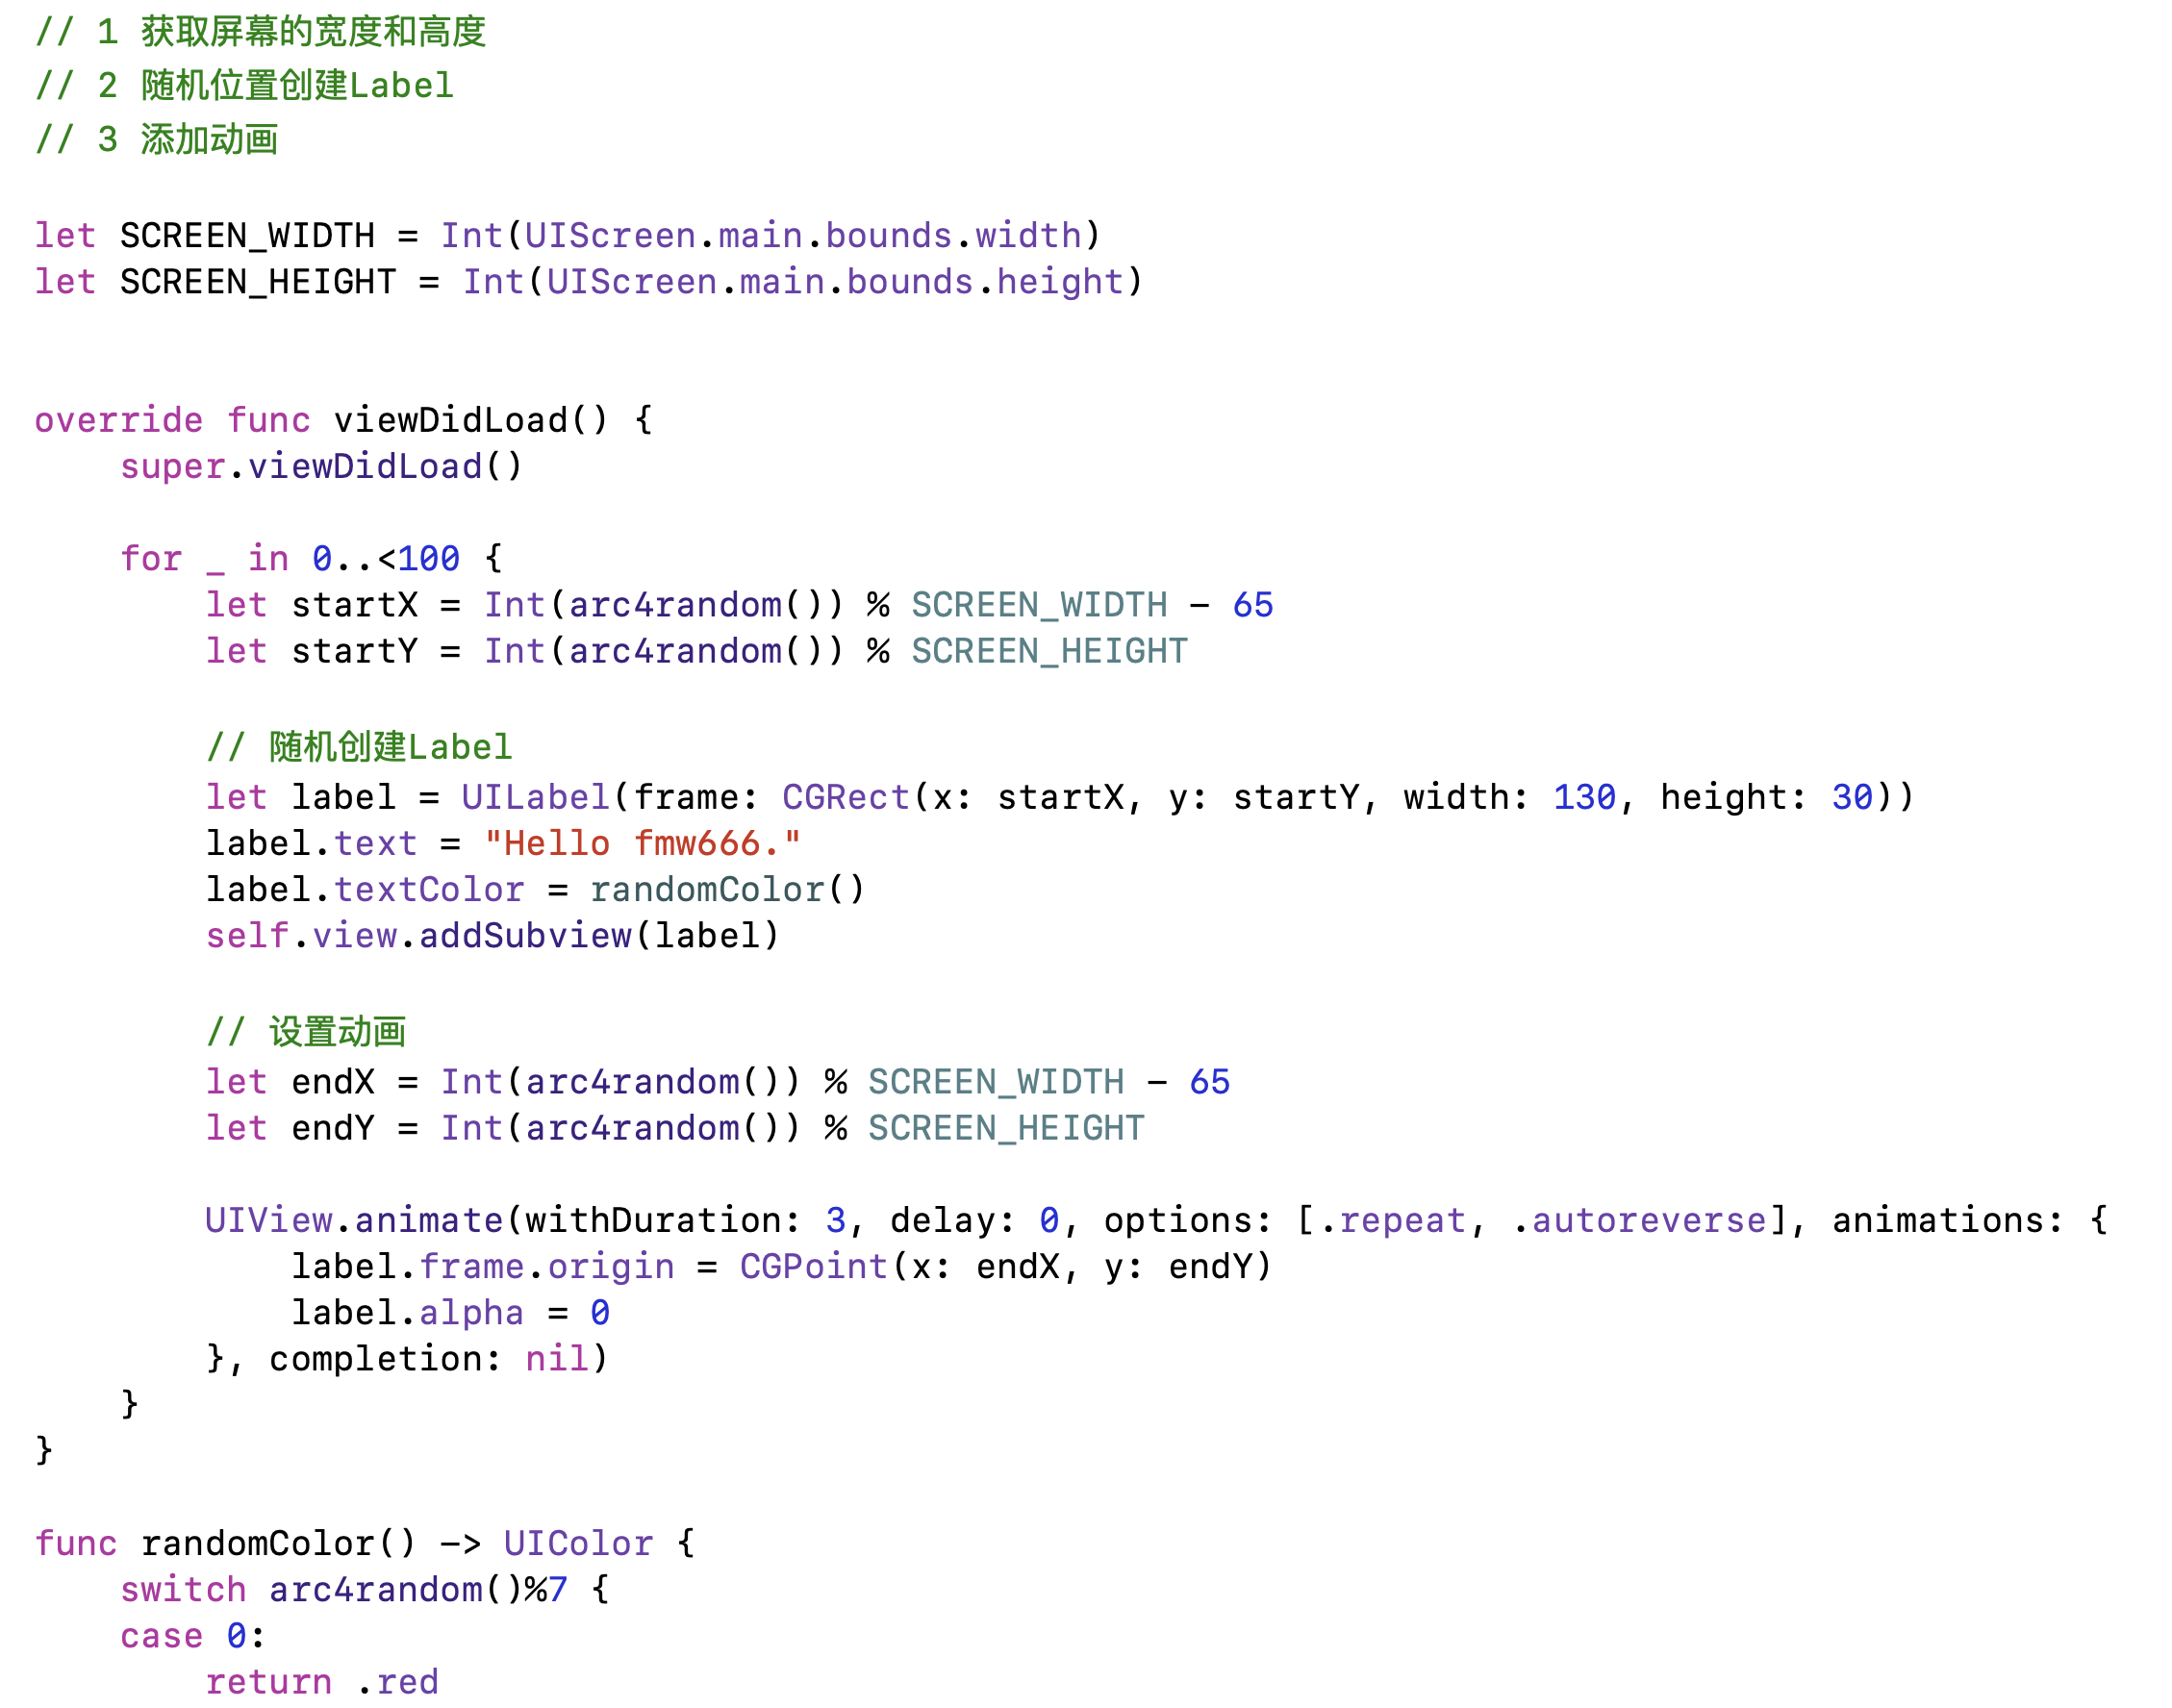 // 1 获取屏幕的宽度和高度
// 2 随机位置创建Label
// 3 添加动画
let SCREEN_WIDTH = Int(UIScreen.main.bounds.width)
let SCREEN_HEIGHT = Int(UIScreen.main.bounds.height)
override func viewDidLoad() {
    super.viewDidLoad()
    for _ in 0..<100 {
        let startX = Int(arc4random()) % SCREEN_WIDTH - 65
        let startY = Int(arc4random()) % SCREEN_HEIGHT
        // 随机创建Label
        let label = UILabel(frame: CGRect(x: startX, y: startY, width: 130, height: 30))
        label.text = "Hello fmw666."
        label.textColor = randomColor()
        self.view.addSubview(label)
        // 设置动画
        let endX = Int(arc4random()) % SCREEN_WIDTH - 65
        let endY = Int(arc4random()) % SCREEN_HEIGHT
        UIView.animate(withDuration: 3, delay: 0, options: [.repeat, .autoreverse], animations: {
            label.frame.origin = CGPoint(x: endX, y: endY)
            label.alpha = 0
        }, completion: nil)
    }
}
func randomColor() -> UIColor {
    switch arc4random()%7 {
    case 0:
        return .red